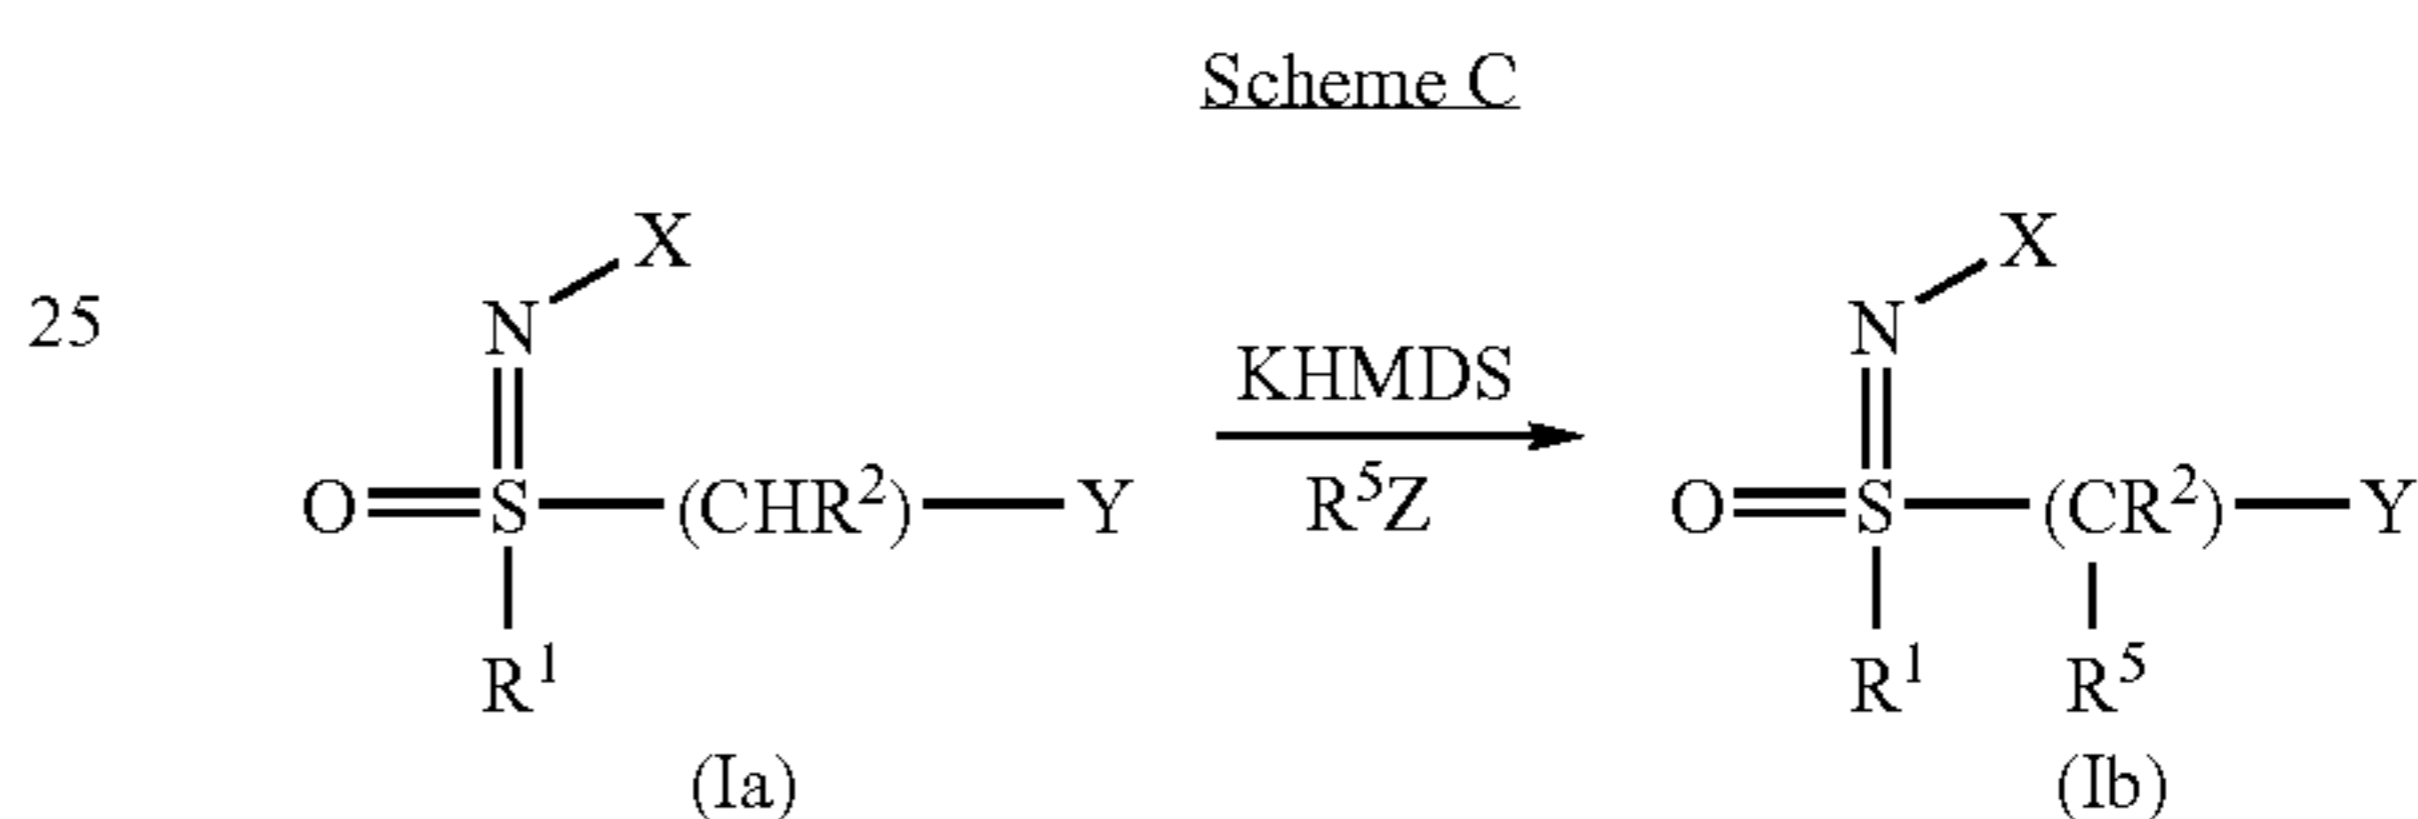 Scheme C
25
N X
O S (CHR²) Y
R¹
(Ia)
KHMDS
R⁵Z
N X
O S (CR²) Y
R¹ R⁵
(Ib)